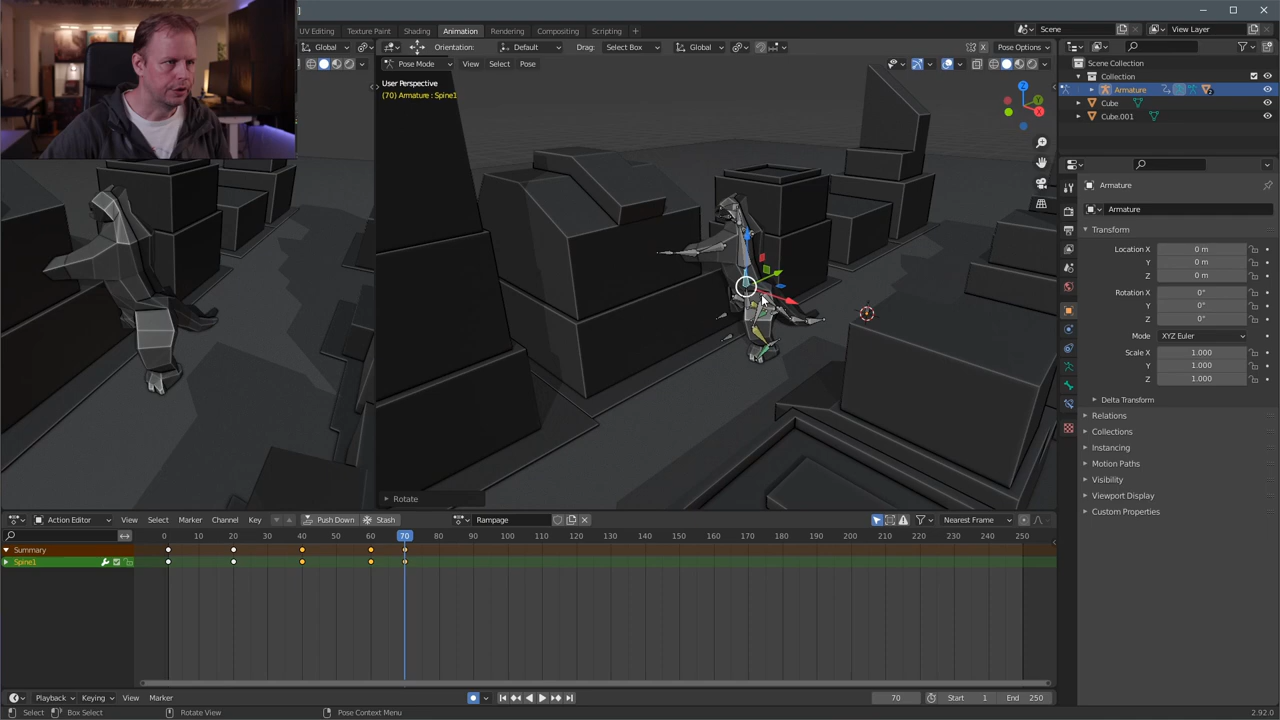 UV Editing Texture Paint Shading Animation Rendering Compositing Scripting +
Scene View Layer
Global Orientation: Default Drag: Select Box Global Pose Options
Pose Mode View Select Pose
User Perspective
(70) Armature : Spine1
Scene Collection
Collection
Armature
Cube
Cube.001
Armature
Armature
Transform
Location X 0 m
Y 0 m
Z 0 m
Rotation X 0°
Y 0°
Z 0°
Mode XYZ Euler
Scale X 1.000
Y 1.000
Z 1.000
Delta Transform
Relations
Collections
Instancing
Motion Paths
Visibility
Viewport Display
Custom Properties
Rotate
Action Editor View Select Marker Channel Key Push Down Stash Rampage Nearest Frame
0 10 20 30 40 50 60 70 80 90 100 110 120 130 140 150 160 170 180 190 200 210 220 230 240 250
Summary
Spine1
Playback Keying View Marker 70 Start 1 End 250
Select Box Select Rotate View Pose Context Menu 2.92.0